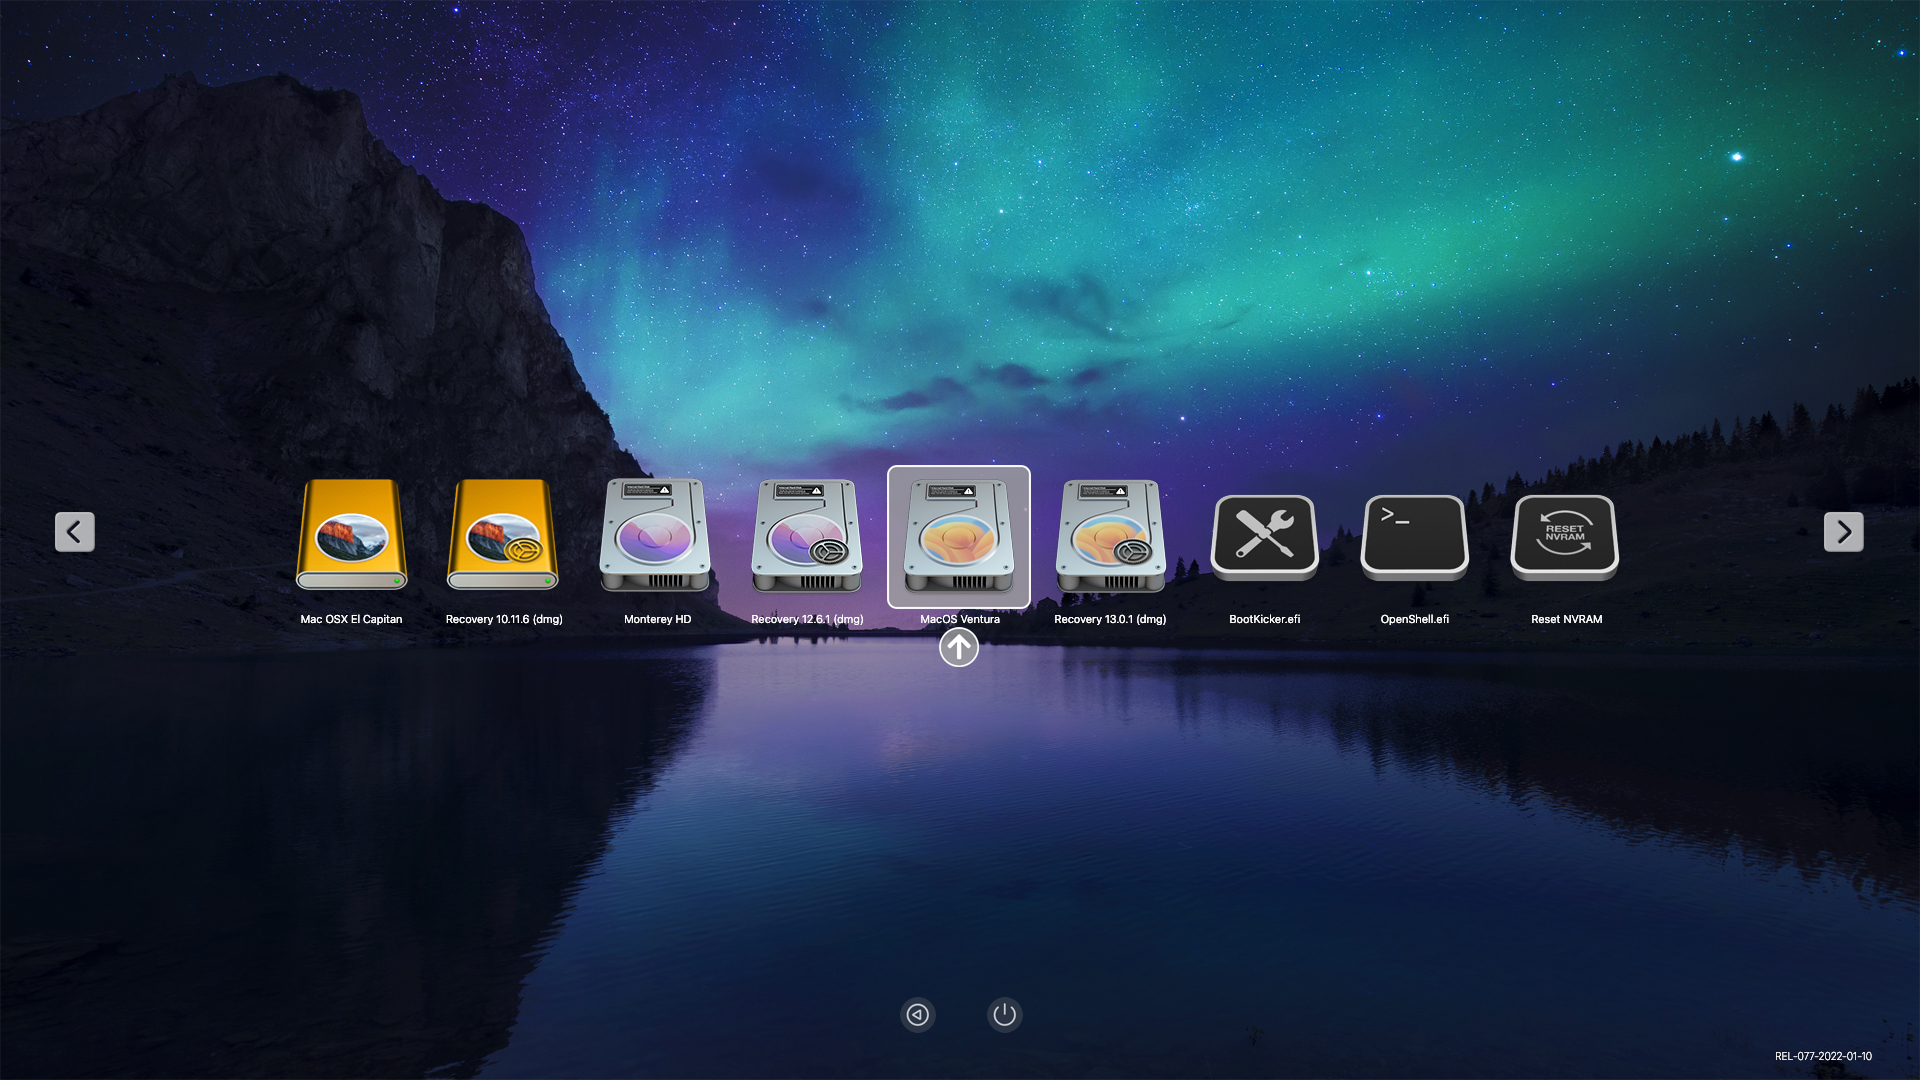 >_
RESET
NVRAM
Mac OSX El Capitan
Recovery 10.11.6 (dmg)
Monterey HD
Recovery 12.6.1 (dmg)
MacOS Ventura
Recovery 13.0.1 (dmg)
BootKicker.efi
OpenShell.efi
Reset NVRAM
REL-077-2022-01-10